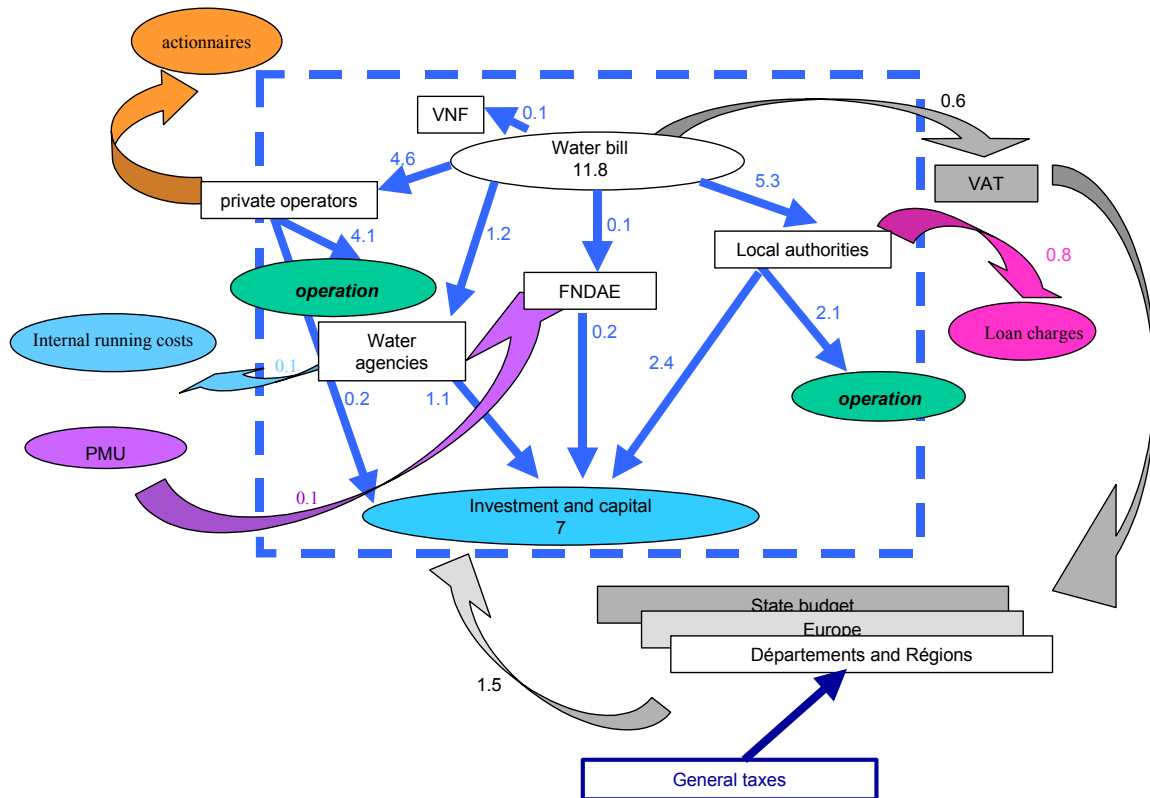 actionnaires
0.6
VNF
0.1
Water bill
11.8
4.6
5.3
VAT
private operators
1.2
0.1
4.1
Local authorities
0.8
operation
FNDAE
Internal running costs
0.1
Water
agencies
0.2
2.1
Loan charges
2.4
0.2
1.1
operation
PMU
0.1
Investment and capital
7
State budget
Europe
Départements and Régions
1.5
General taxes